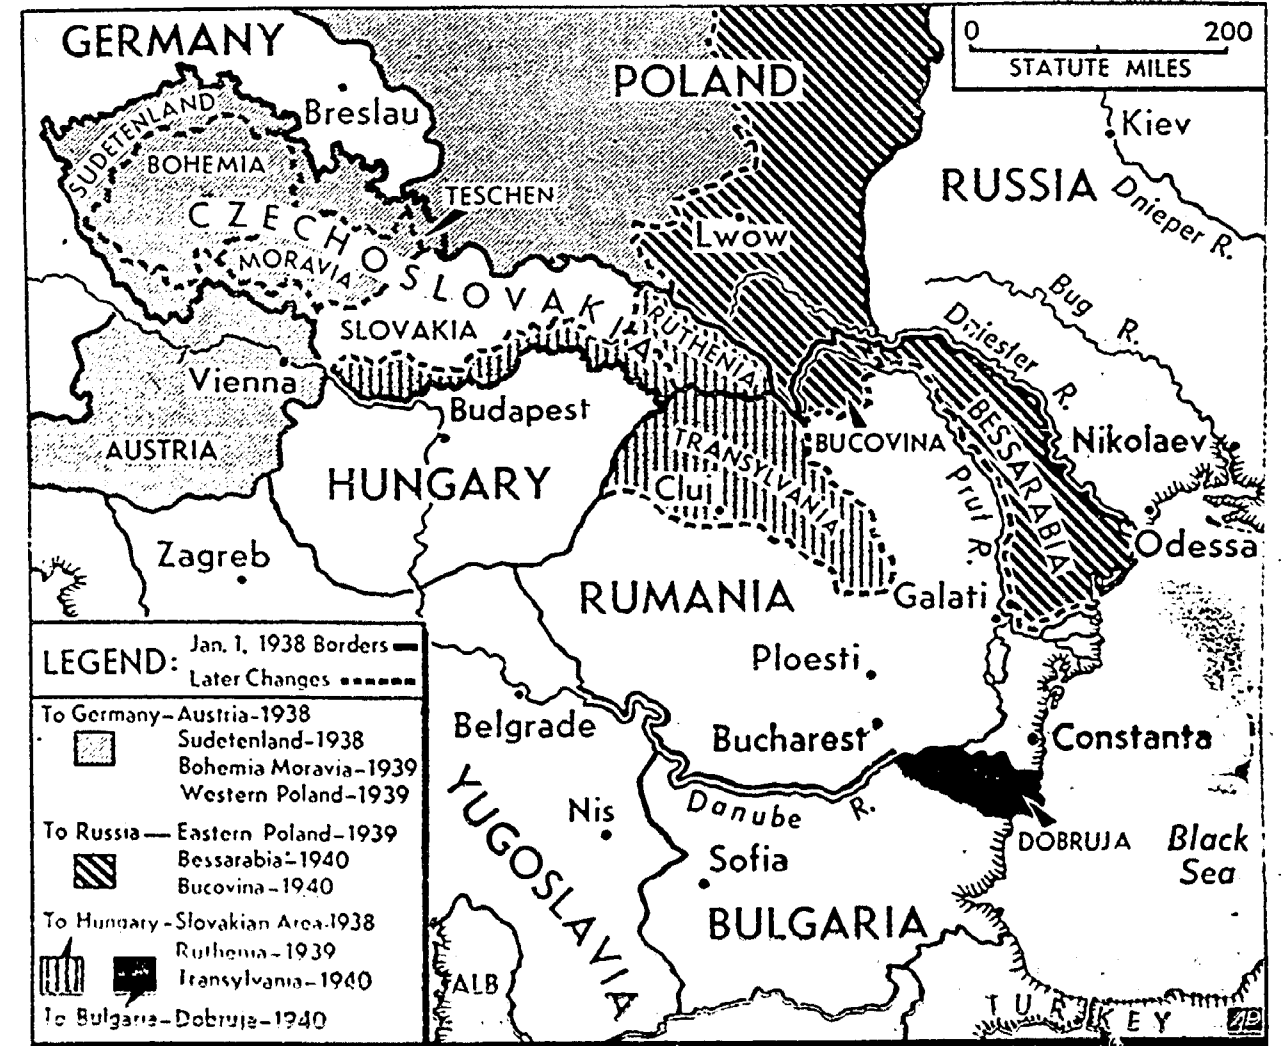 GERMANY
POLAND
0 200
STATUTE MILES
Breslau
Kiev
SUDETENLAND
BOHEMIA
TESCHEN
RUSSIA
Dnieper R.
CZECHOSLOVAKIA
Lwow
MORAVIA
Bug R.
SLOVAKIA
RUTHENIA
Dniester R.
Vienna
Budapest
BUCOVINA
BESSARABIA
Nikolaev
AUSTRIA
HUNGARY
TRANSYLVANIA
Cluj
Prut R.
Odessa
Zagreb
RUMANIA
Galati
Ploesti
Belgrade
Bucharest
Constanta
YUGOSLAVIA
Nis
Danube R.
DOBRUJA
Black
Sea
Sofia
BULGARIA
ALB
TURKEY
AP
LEGEND: Jan. 1, 1938 Borders
Later Changes
To Germany-Austria-1938
Sudetenland-1938
Bohemia Moravia-1939
Western Poland-1939
To Russia-Eastern Poland-1939
Bessarabia-1940
Bucovina-1940
To Hungary-Slovakian Area-1938
Ruthenia-1939
Transylvania-1940
To Bulgaria-Dobruja-1940